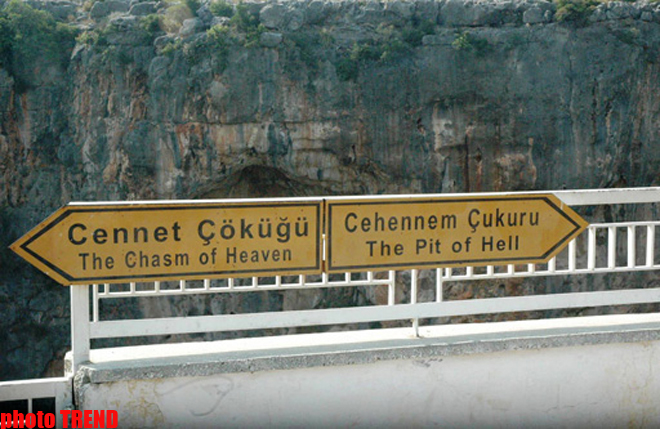 Cennet Çöküğü
The Chasm of Heaven
Cehennem Çukuru
The Pit of Hell
photo TREND